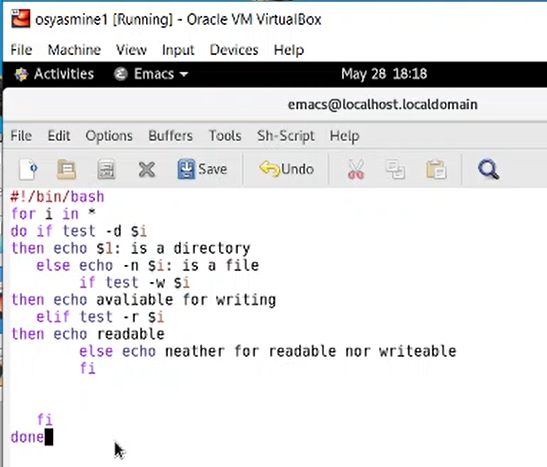 osyasmine1 [Running] - Oracle VM VirtualBox
File Machine View Input Devices Help
Activities Emacs May 28 18:18
emacs@localhost.localdomain
File Edit Options Buffers Tools Sh-Script Help
Save Undo
#!/bin/bash
for i in *
do if test -d $i
then echo $1: is a directory
else echo -n $i: is a file
if test -w $i
then echo avaliable for writing
elif test -r $i
then echo readable
else echo neather for readable nor writeable
fi
fi
done